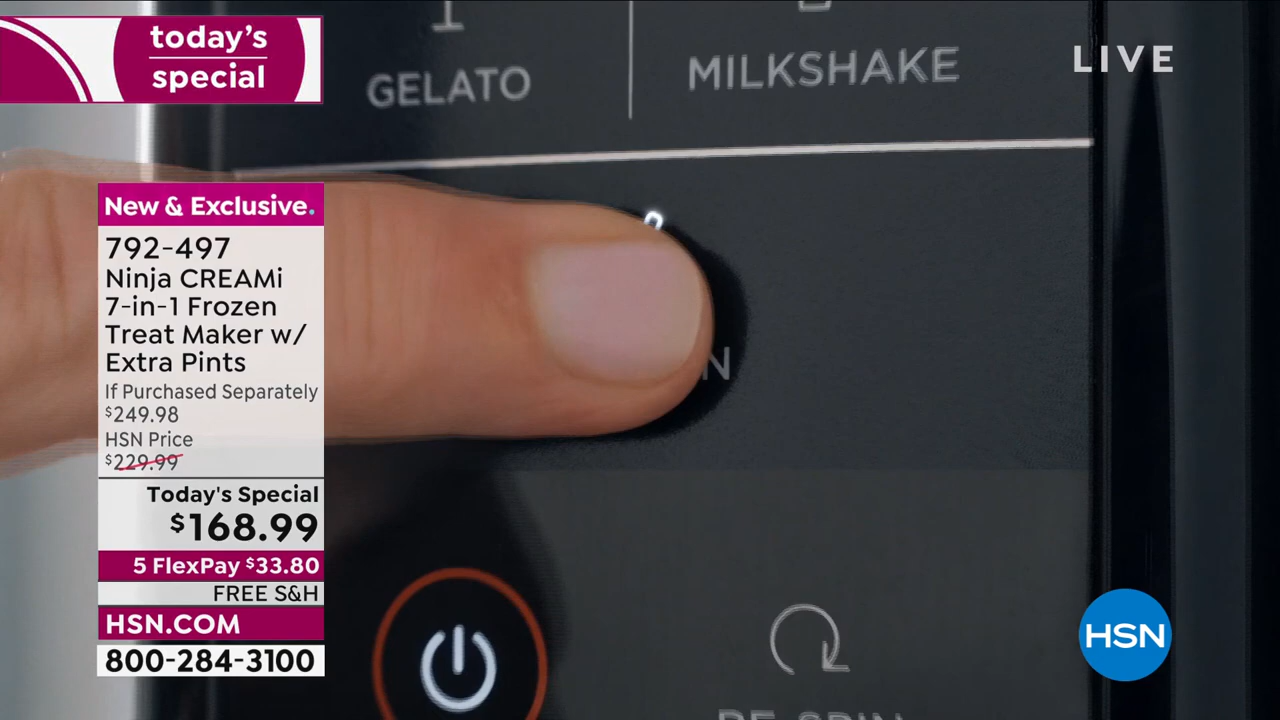 today's
special
LIVE
GELATO
MILKSHAKE
New & Exclusive.
792-497
Ninja CREAMi
7-in-1 Frozen
Treat Maker w/
Extra Pints
If Purchased Separately
$249.98
HSN Price
$229.99
Today's Special
$168.99
5 FlexPay $33.80
FREE S&H
HSN.COM
800-284-3100
HSN